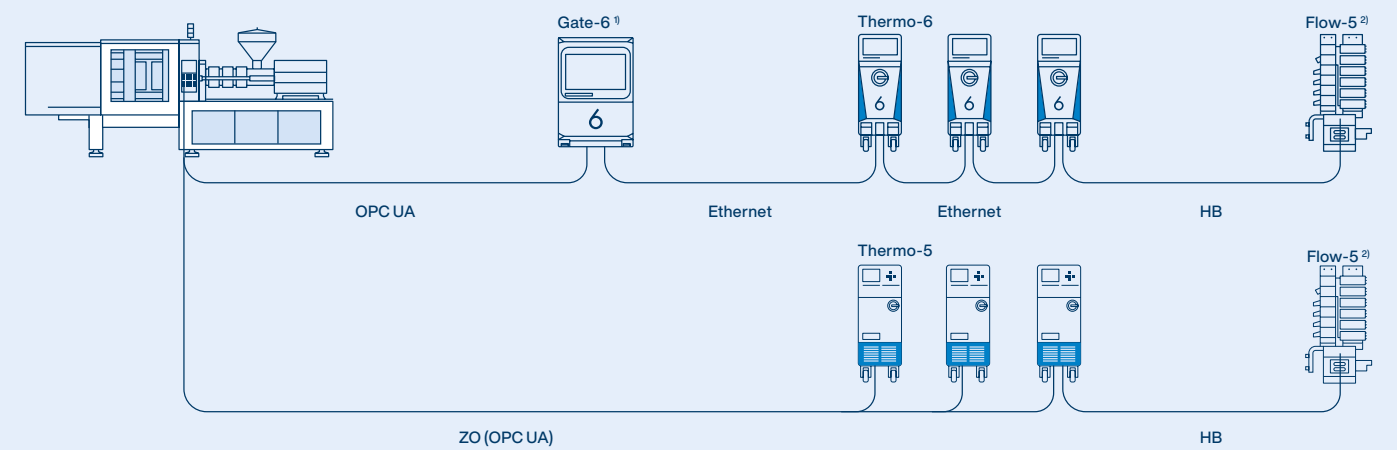 Gate-6 ¹⁾
Thermo-6
Flow-5 ²⁾
6
6
6
6
OPC UA
Ethernet
Ethernet
HB
Thermo-5
Flow-5 ²⁾
ZO (OPC UA)
HB